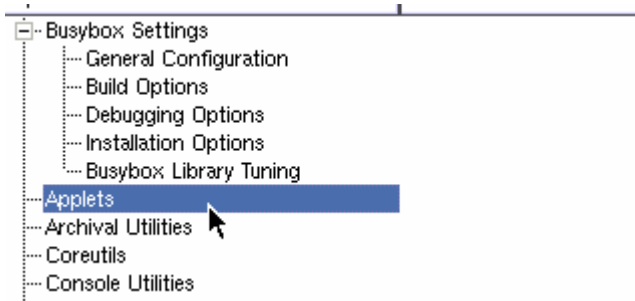 Busybox Settings
General Configuration
Build Options
Debugging Options
Installation Options
Busybox Library Tuning
Applets
Archival Utilities
Coreutils
Console Utilities